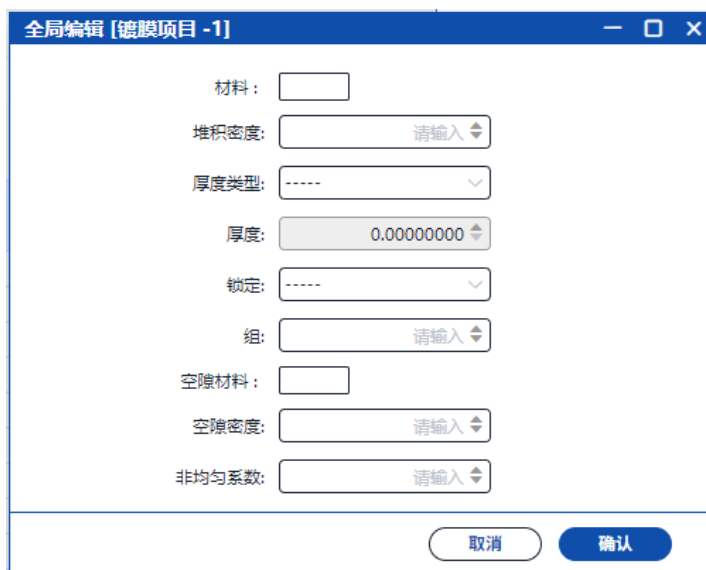 全局编辑 [镀膜项目 -1]
材料：
堆积密度: 请输入
厚度类型: -----
厚度: 0.00000000
锁定: -----
组: 请输入
空隙材料：
空隙密度: 请输入
非均匀系数: 请输入
取消 确认